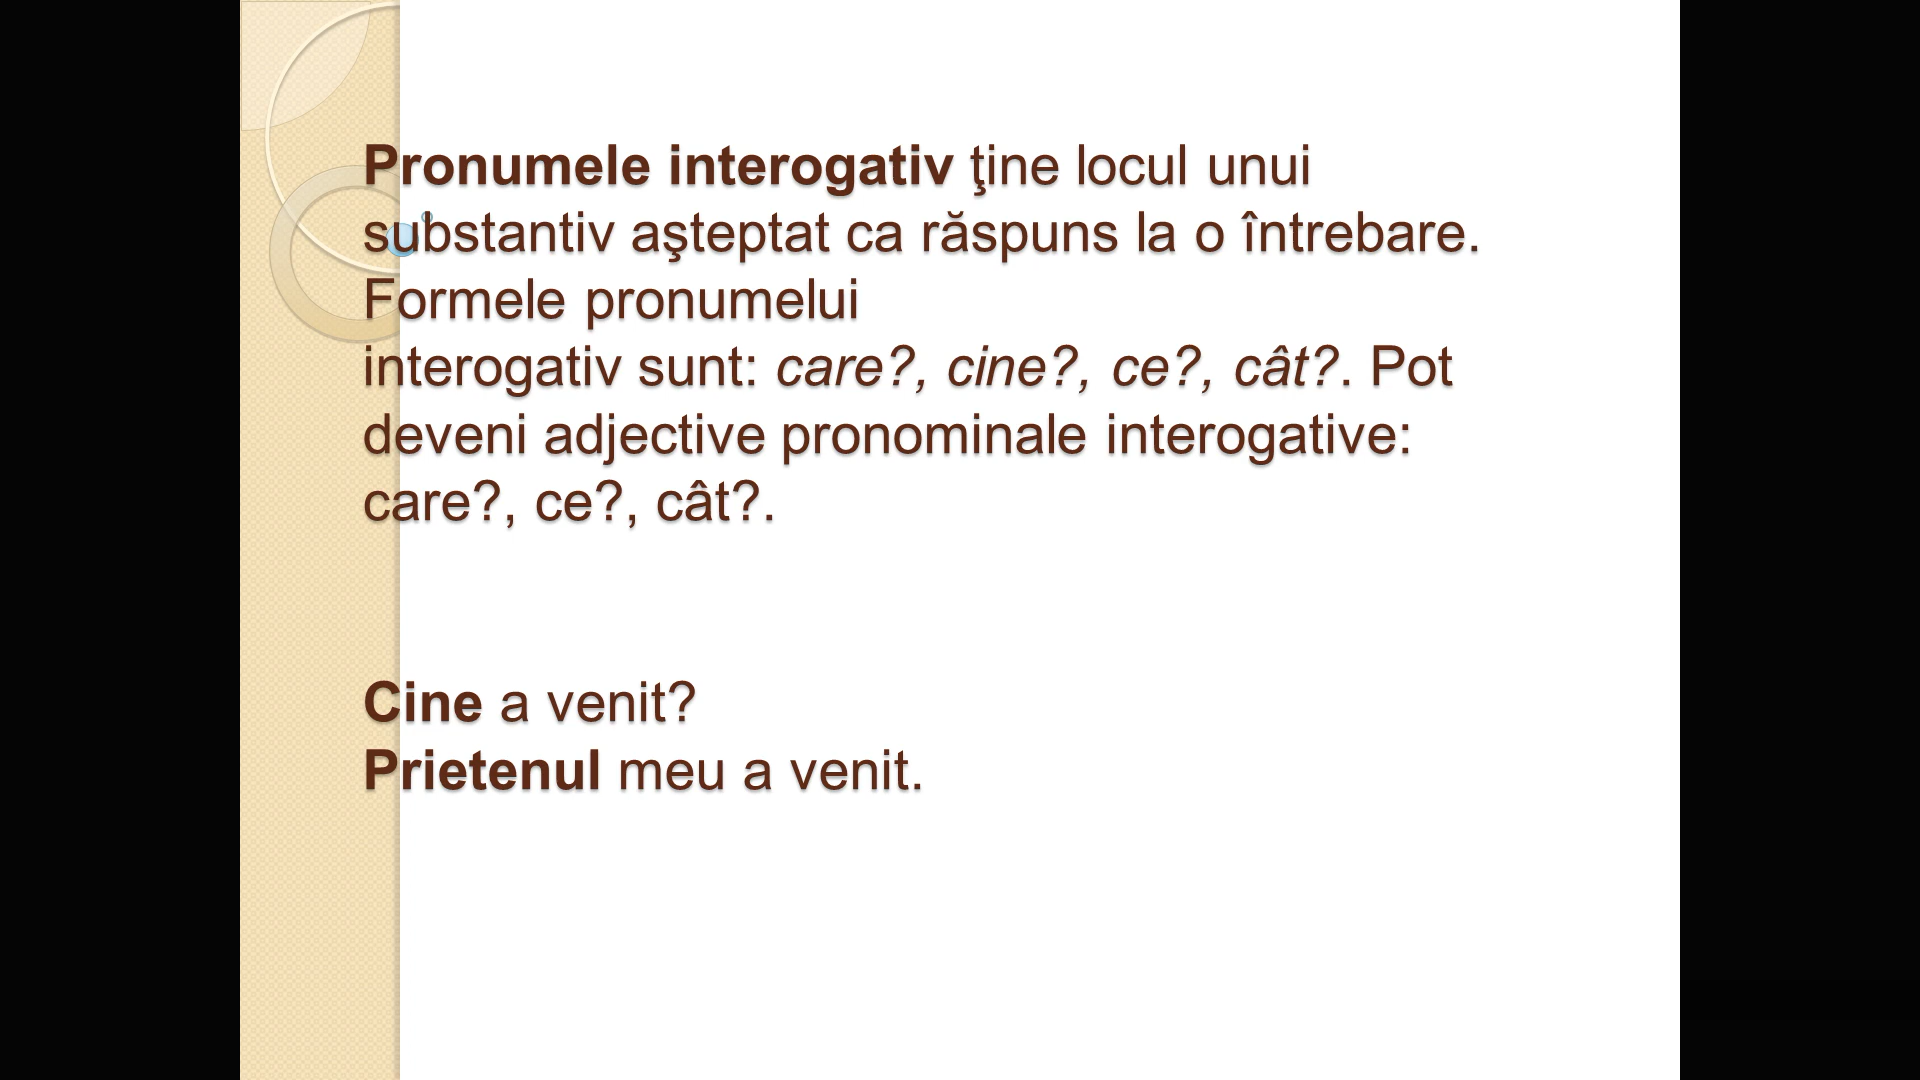 Pronumele interogativ ţine locul unui
substantiv aşteptat ca răspuns la o întrebare.
Formele pronumelui
interogativ sunt: care?, cine?, ce?, cât?. Pot
deveni adjective pronominale interogative:
care?, ce?, cât?.
Cine a venit?
Prietenul meu a venit.